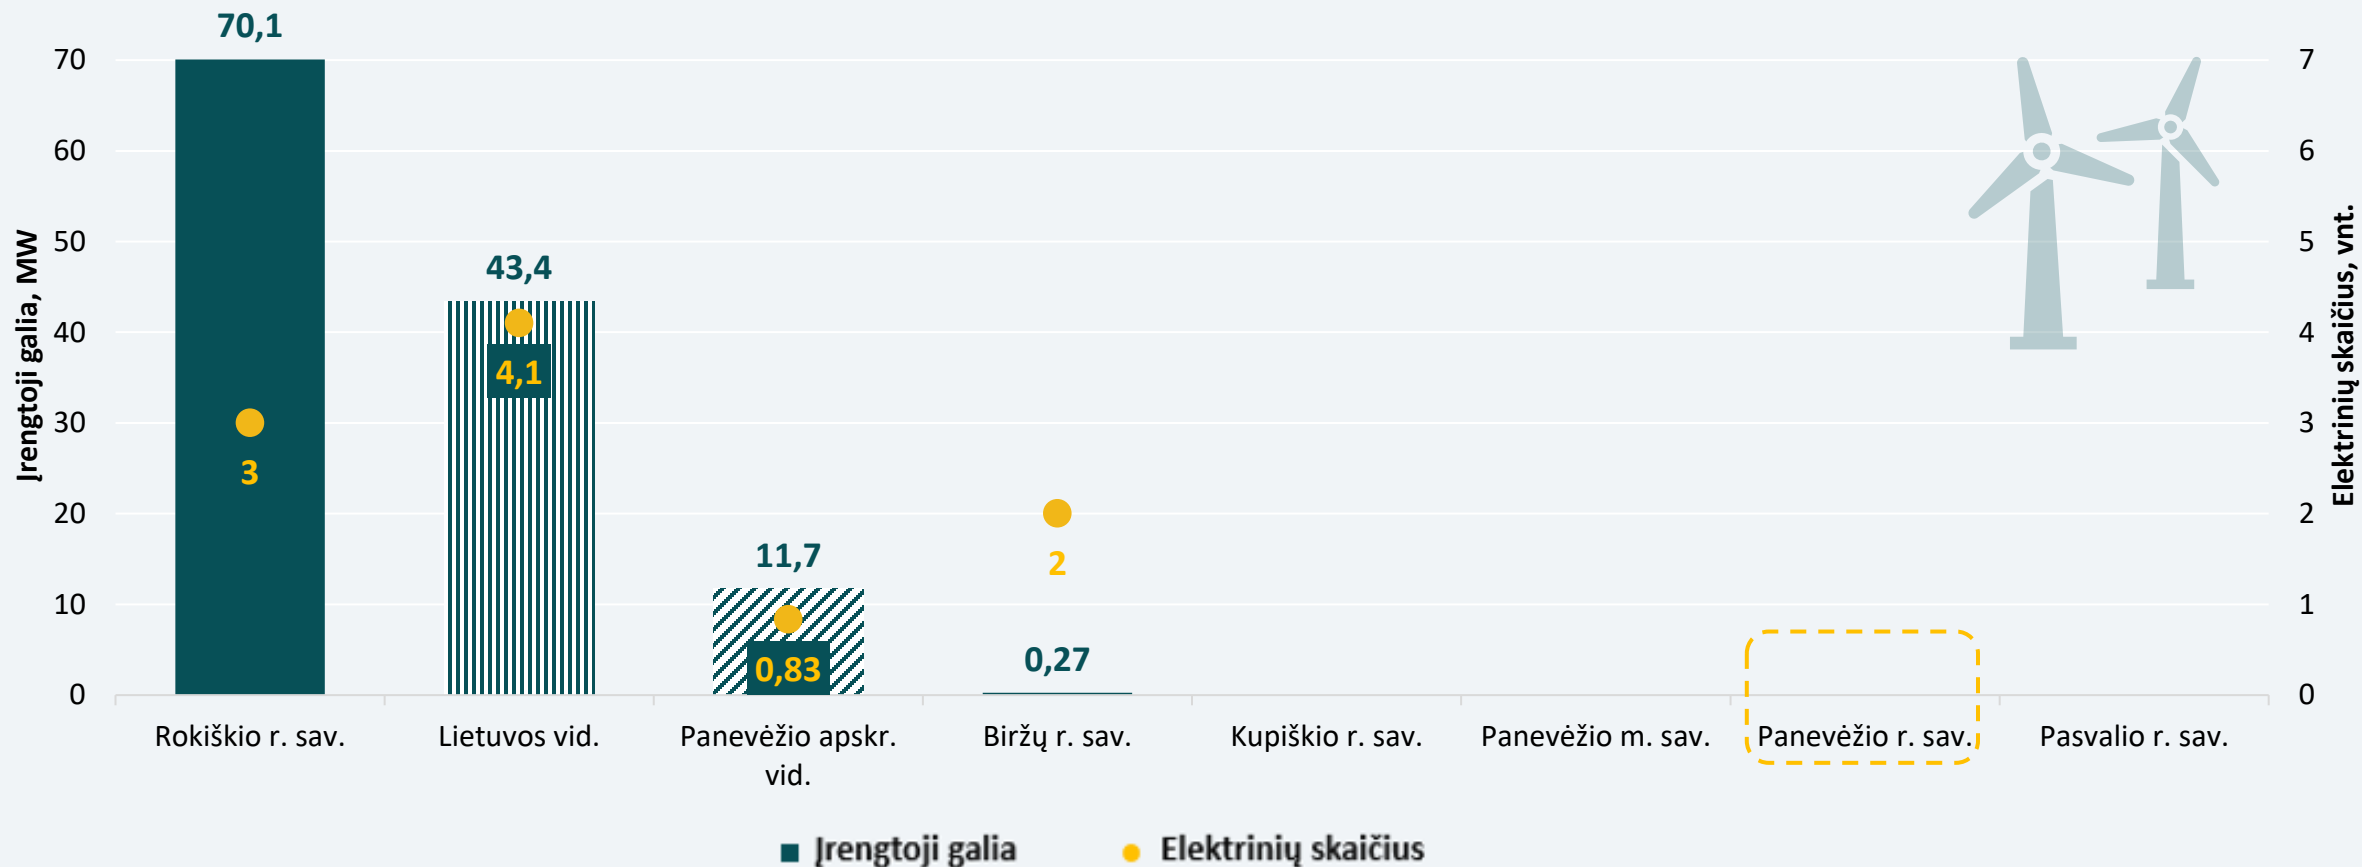 70,1
70
60
50
40
30
20
10
0
Įrengtoji galia, MW
3
43,4
4,1
11,7
0,83
0,27
2
7
6
5
4
3
2
1
0
Elektrinių skaičius, vnt.
Rokiškio r. sav.
Lietuvos vid.
Panevėžio apskr.
vid.
Biržų r. sav.
Kupiškio r. sav.
Panevėžio m. sav.
Panevėžio r. sav.
Pasvalio r. sav.
Įrengtoji galia
Elektrinių skaičius